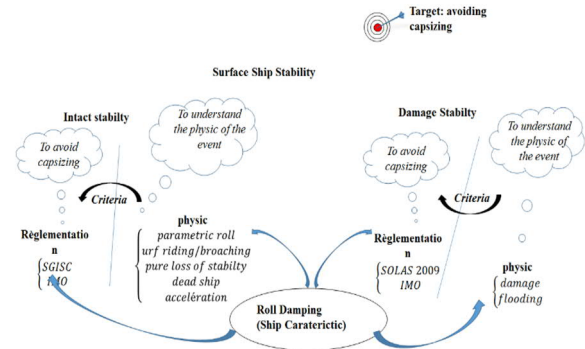 Target: avoiding
capsizing
Surface Ship Stability
Intact stabilty
Damage Stabilty
To avoid
capsizing
To understand
the physic of the
event
To avoid
capsizing
To understand
the physic of
the event
Criteria
Criteria
Règlementatio
n
SGISC
IMO
physic
parametric roll
urf riding/broaching
pure loss of stabilty
dead ship
accelération
Règlementatio
n
SOLAS 2009
IMO
physic
damage
flooding
Roll Damping
(Ship Caraterictic)